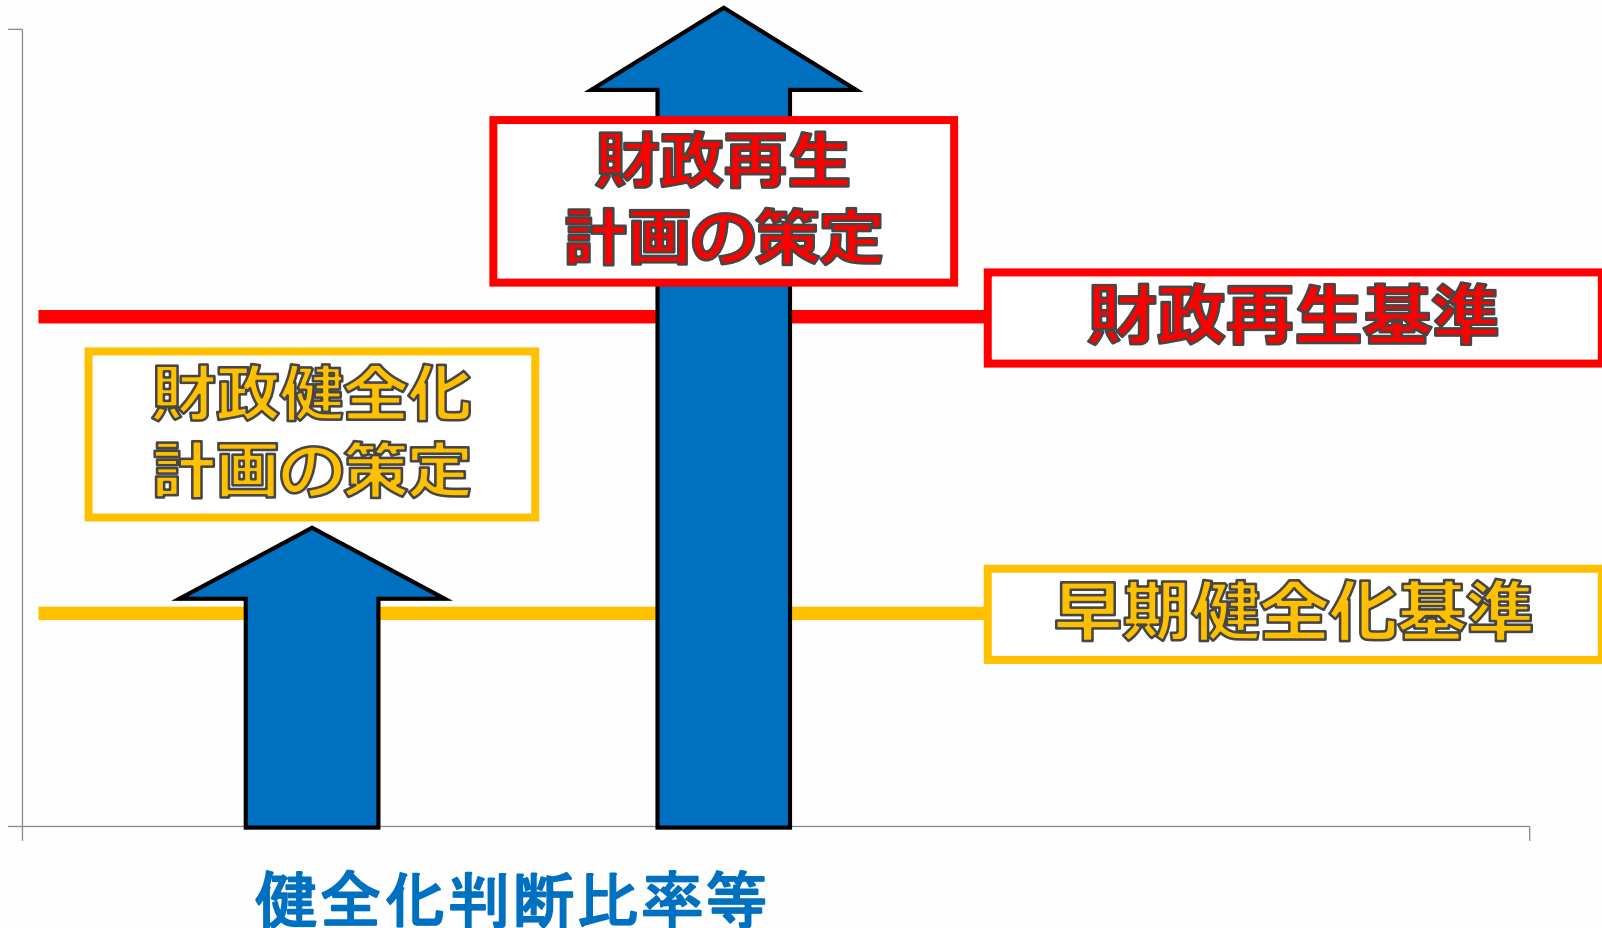 財政再生
計画の策定
財政再生基準
財政健全化
計画の策定
早期健全化基準
健全化判断比率等